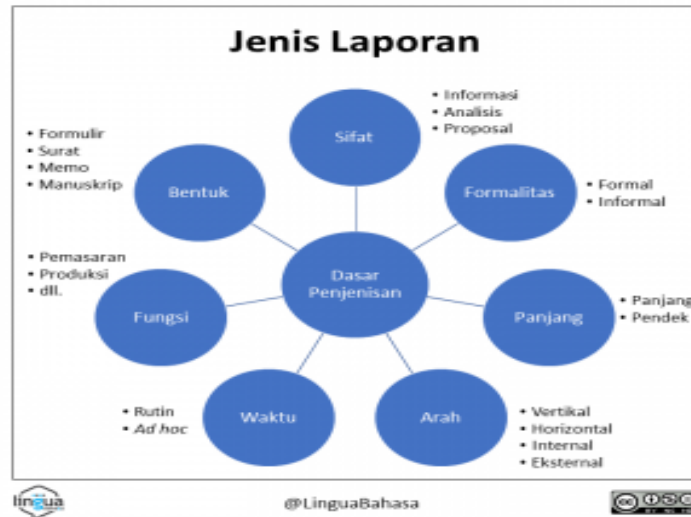 Jenis Laporan
Sifat
• Informasi
• Analisis
• Proposal
Formalitas
• Formal
• Informal
Panjang
• Panjang
• Pendek
Arah
• Vertikal
• Horizontal
• Internal
• Eksternal
Waktu
• Rutin
• Ad hoc
Fungsi
• Pemasaran
• Produksi
• dll.
Bentuk
• Formulir
• Surat
• Memo
• Manuskrip
Dasar
Penjenisan
lingua
@LinguaBahasa